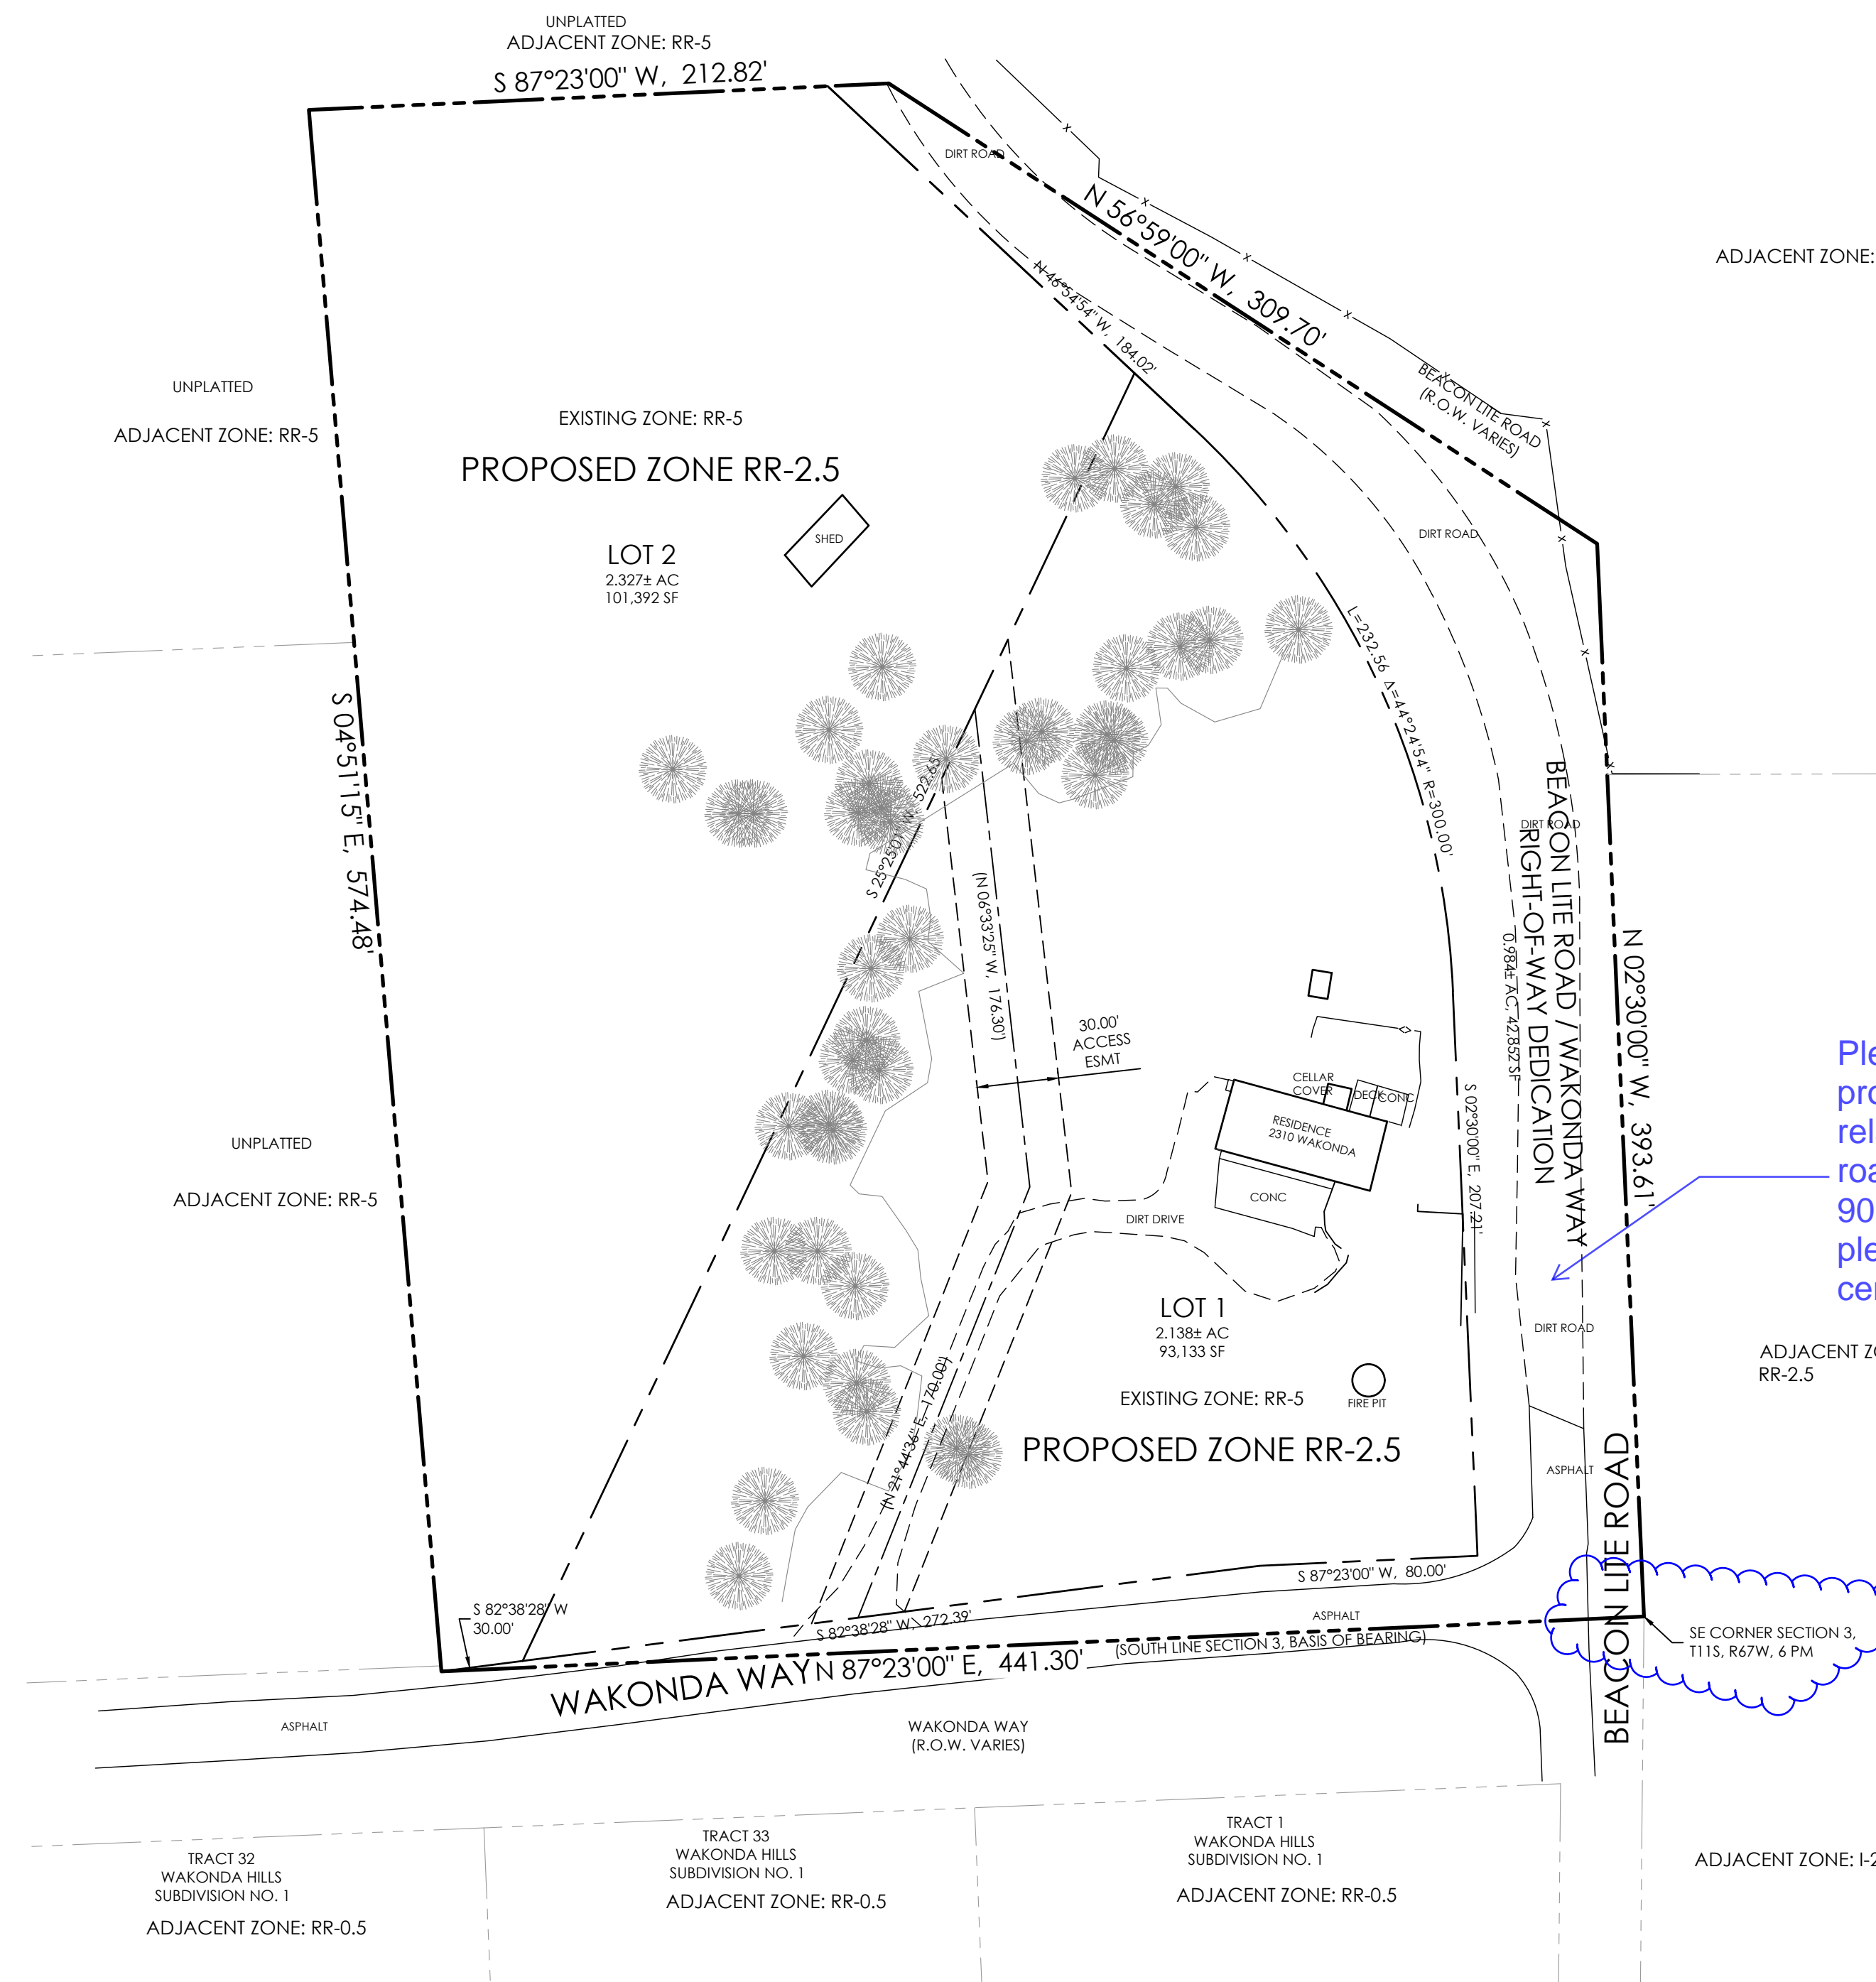 UNPLATTED
ADJACENT ZONE: RR-5
S 87°23'00" W, 212.82'
DIRT ROAD
N 56°59'00" W, 309.70'
ADJACENT ZONE:
N 46°54'54" W, 184.02'
BEACON LITE ROAD
(R.O.W. VARIES)
UNPLATTED
ADJACENT ZONE: RR-5
EXISTING ZONE: RR-5
PROPOSED ZONE RR-2.5
SHED
LOT 2
2.327± AC
101,392 SF
DIRT ROAD
L=232.56 Δ=44°24'54" R=300.00'
S 04°51'15" E, 574.48'
S 25°25'01" W, 522.65'
(N 06°33'25" W, 176.30')
DIRT ROAD
BEACON LITE ROAD / WAKONDA WAY
RIGHT-OF-WAY DEDICATION
0.984± AC, 42,852 SF
N 02°30'00" W, 393.61'
30.00'
ACCESS
ESMT
CELLAR
COVER
DECK
CONC
RESIDENCE
2310 WAKONDA
CONC
S 02°30'00" E, 207.21'
DIRT DRIVE
UNPLATTED
ADJACENT ZONE: RR-5
LOT 1
2.138± AC
93,133 SF
EXISTING ZONE: RR-5
FIRE PIT
PROPOSED ZONE RR-2.5
DIRT ROAD
ADJACENT
RR-2.5
(N 21°44'36" E, 170.00')
ASPHALT
BEACON LITE ROAD
S 87°23'00" W, 80.00'
S 82°38'28" W
30.00'
S 82°38'28" W, 272.39'
ASPHALT
(SOUTH LINE SECTION 3, BASIS OF BEARING)
SE CORNER SECTION 3,
T11S, R67W, 6 PM
WAKONDA WAY
N 87°23'00" E, 441.30'
ASPHALT
WAKONDA WAY
(R.O.W. VARIES)
TRACT 32
WAKONDA HILLS
SUBDIVISION NO. 1
ADJACENT ZONE: RR-0.5
TRACT 33
WAKONDA HILLS
SUBDIVISION NO. 1
ADJACENT ZONE: RR-0.5
TRACT 1
WAKONDA HILLS
SUBDIVISION NO. 1
ADJACENT ZONE: RR-0.5
ADJACENT ZONE: I-2